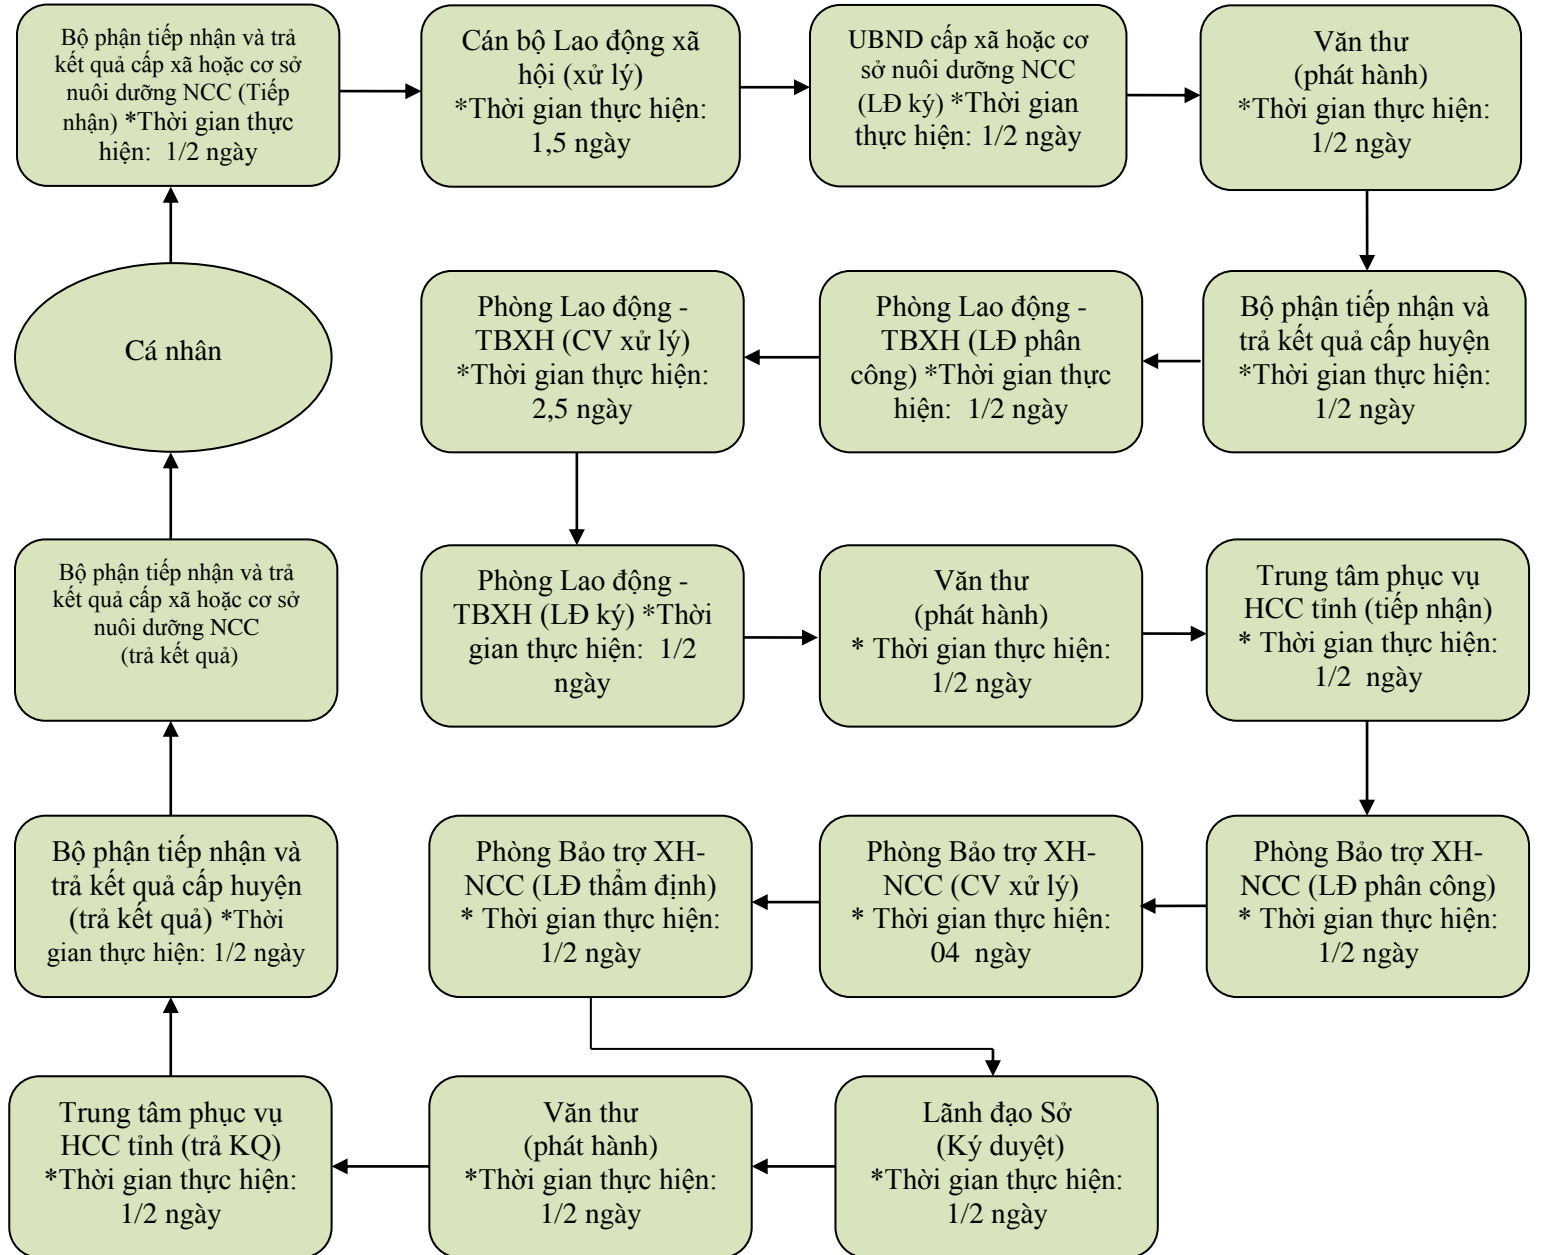 Bộ phận tiếp nhận và trả
kết quả cấp xã hoặc cơ sở
nuôi dưỡng NCC (Tiếp
nhận) *Thời gian thực
hiện: 1/2 ngày
Cán bộ Lao động xã
hội (xử lý)
*Thời gian thực hiện:
1,5 ngày
UBND cấp xã hoặc cơ
sở nuôi dưỡng NCC
(LĐ ký) *Thời gian
thực hiện: 1/2 ngày
Văn thư
(phát hành)
*Thời gian thực hiện:
1/2 ngày
Cá nhân
Phòng Lao động -
TBXH (CV xử lý)
*Thời gian thực hiện:
2,5 ngày
Phòng Lao động -
TBXH (LĐ phân
công) *Thời gian thực
hiện: 1/2 ngày
Bộ phận tiếp nhận và
trả kết quả cấp huyện
*Thời gian thực hiện:
1/2 ngày
Bộ phận tiếp nhận và trả
kết quả cấp xã hoặc cơ sở
nuôi dưỡng NCC
(trả kết quả)
Phòng Lao động -
TBXH (LĐ ký) *Thời
gian thực hiện: 1/2
ngày
Văn thư
(phát hành)
* Thời gian thực hiện:
1/2 ngày
Trung tâm phục vụ
HCC tỉnh (tiếp nhận)
* Thời gian thực hiện:
1/2 ngày
Bộ phận tiếp nhận và
trả kết quả cấp huyện
(trả kết quả) *Thời
gian thực hiện: 1/2 ngày
Phòng Bảo trợ XH-
NCC (LĐ thẩm định)
* Thời gian thực hiện:
1/2 ngày
Phòng Bảo trợ XH-
NCC (CV xử lý)
* Thời gian thực hiện:
04 ngày
Phòng Bảo trợ XH-
NCC (LĐ phân công)
* Thời gian thực hiện:
1/2 ngày
Trung tâm phục vụ
HCC tỉnh (trả KQ)
*Thời gian thực hiện:
1/2 ngày
Văn thư
(phát hành)
*Thời gian thực hiện:
1/2 ngày
Lãnh đạo Sở
(Ký duyệt)
*Thời gian thực hiện:
1/2 ngày